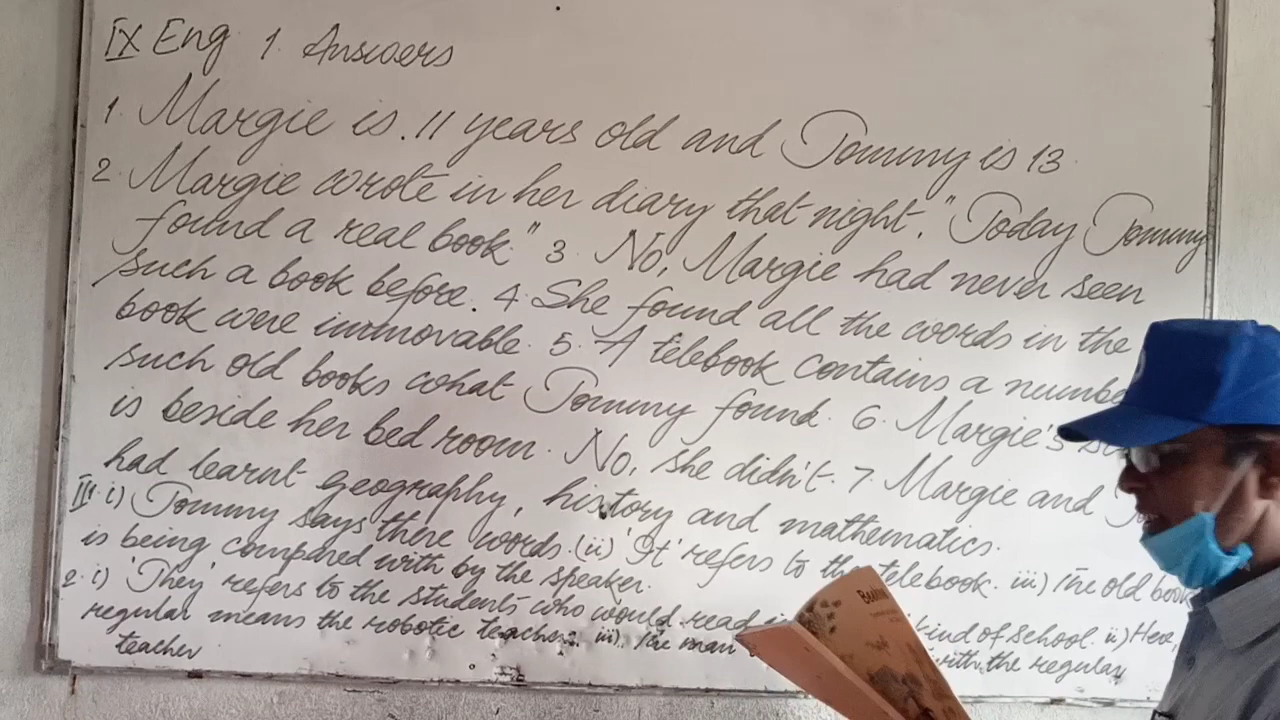 IX Eng 1. Answers
1. Margie is 11 years old and Tommy is 13
2. Margie wrote in her diary that night, "Today Tommy
found a real book." 3. No, Margie had never seen
such a book before. 4. She found all the words in the
book were immovable. 5. A telebook contains a
such old books what Tommy found. 6. Margie's
is beside her bed room. No, she didn't. 7. Margie and
had learnt geography, history and mathematics.
II 1. i) Tommy says there words. (ii) 'It' refers to the telebook. iii) The old book
is being compared with by the speaker.
2. i) 'They' refers to the students who would read kind of school. ii) Here,
regular means the robotic teacher. iii) The man with the regular
teacher